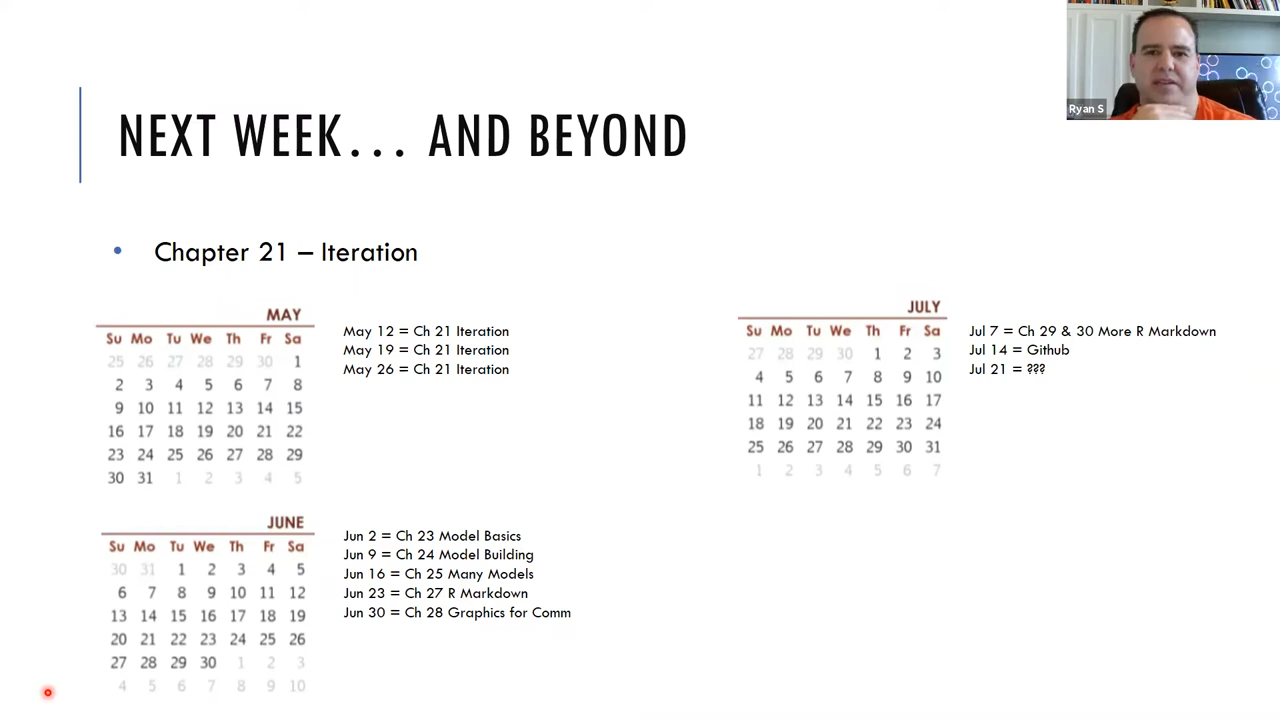 Ryan S
NEXT WEEK... AND BEYOND
• Chapter 21 – Iteration
MAY
Su Mo Tu We Th Fr Sa
25 26 27 28 29 30 1
2 3 4 5 6 7 8
9 10 11 12 13 14 15
16 17 18 19 20 21 22
23 24 25 26 27 28 29
30 31 1 2 3 4 5
May 12 = Ch 21 Iteration
May 19 = Ch 21 Iteration
May 26 = Ch 21 Iteration
JUNE
Su Mo Tu We Th Fr Sa
30 31 1 2 3 4 5
6 7 8 9 10 11 12
13 14 15 16 17 18 19
20 21 22 23 24 25 26
27 28 29 30 1 2 3
4 5 6 7 8 9 10
Jun 2 = Ch 23 Model Basics
Jun 9 = Ch 24 Model Building
Jun 16 = Ch 25 Many Models
Jun 23 = Ch 27 R Markdown
Jun 30 = Ch 28 Graphics for Comm
JULY
Su Mo Tu We Th Fr Sa
27 28 29 30 1 2 3
4 5 6 7 8 9 10
11 12 13 14 15 16 17
18 19 20 21 22 23 24
25 26 27 28 29 30 31
1 2 3 4 5 6 7
Jul 7 = Ch 29 & 30 More R Markdown
Jul 14 = Github
Jul 21 = ???